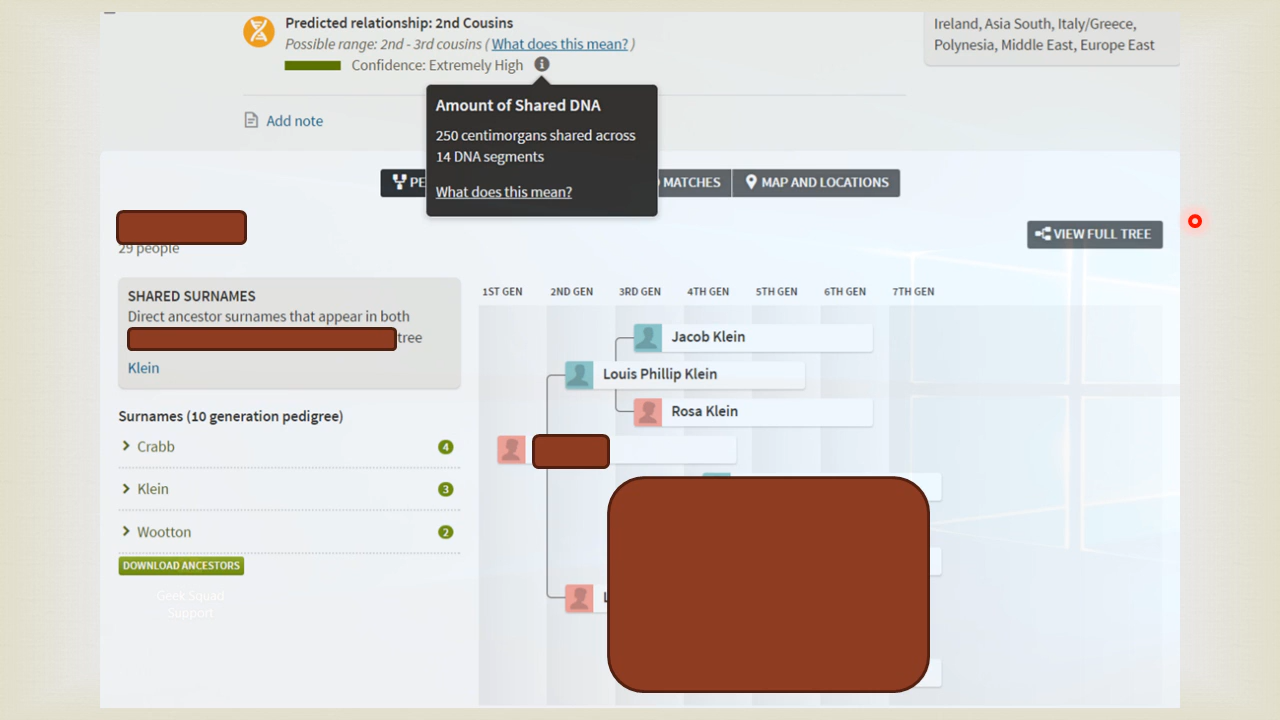 Predicted relationship: 2nd Cousins
Possible range: 2nd - 3rd cousins ( What does this mean? )
Confidence: Extremely High
Ireland, Asia South, Italy/Greece,
Polynesia, Middle East, Europe East
Amount of Shared DNA
250 centimorgans shared across
14 DNA segments
What does this mean?
Add note
PE
MATCHES
MAP AND LOCATIONS
29 people
VIEW FULL TREE
SHARED SURNAMES
Direct ancestor surnames that appear in both
tree
Klein
Surnames (10 generation pedigree)
Crabb 4
Klein 3
Wootton 2
DOWNLOAD ANCESTORS
Geek Squad
Support
1ST GEN 2ND GEN 3RD GEN 4TH GEN 5TH GEN 6TH GEN 7TH GEN
Jacob Klein
Louis Phillip Klein
Rosa Klein